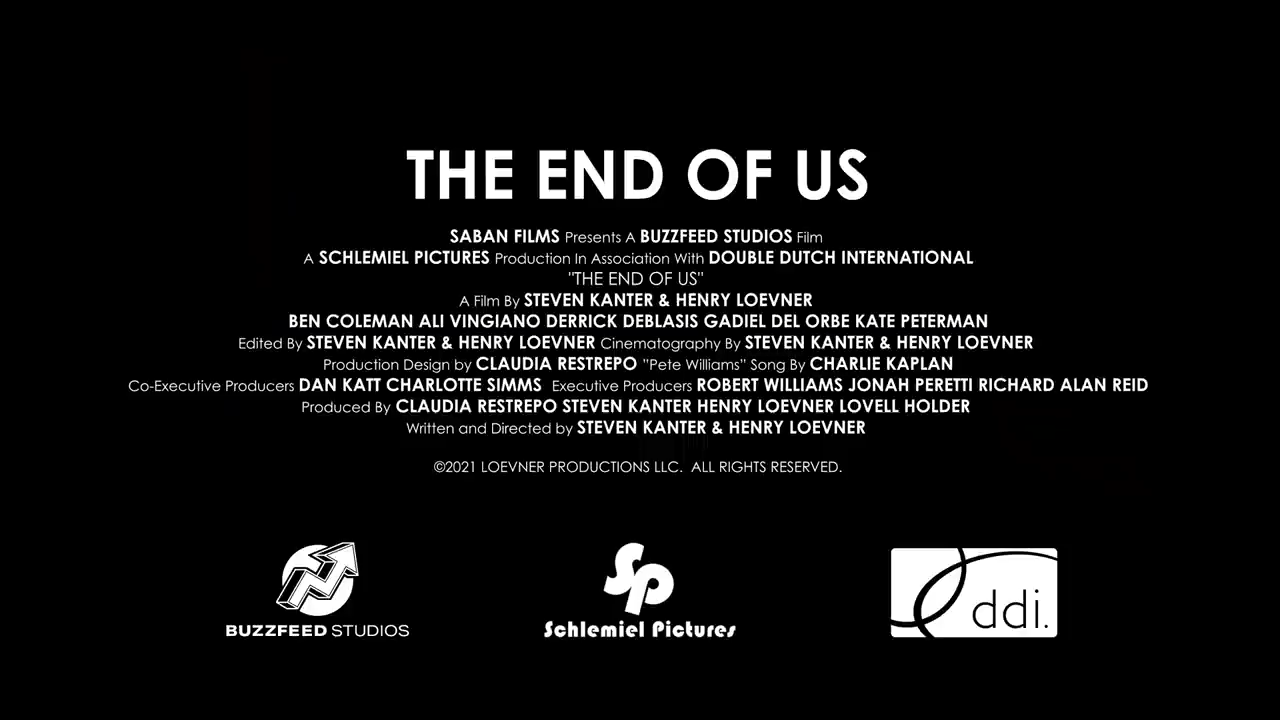 THE END OF US
SABAN FILMS Presents A BUZZFEED STUDIOS Film
A SCHLEMIEL PICTURES Production In Association With DOUBLE DUTCH INTERNATIONAL
"THE END OF US"
A Film By STEVEN KANTER & HENRY LOEVNER
BEN COLEMAN ALI VINGIANO DERRICK DEBLASIS GADIEL DEL ORBE KATE PETERMAN
Edited By STEVEN KANTER & HENRY LOEVNER Cinematography By STEVEN KANTER & HENRY LOEVNER
Production Design by CLAUDIA RESTREPO "Pete Williams" Song By CHARLIE KAPLAN
Co-Executive Producers DAN KATT CHARLOTTE SIMMS Executive Producers ROBERT WILLIAMS JONAH PERETTI RICHARD ALAN REID
Produced By CLAUDIA RESTREPO STEVEN KANTER HENRY LOEVNER LOVELL HOLDER
Written and Directed by STEVEN KANTER & HENRY LOEVNER
©2021 LOEVNER PRODUCTIONS LLC. ALL RIGHTS RESERVED.
BUZZFEED STUDIOS
Sp
Schlemiel Pictures
ddi.